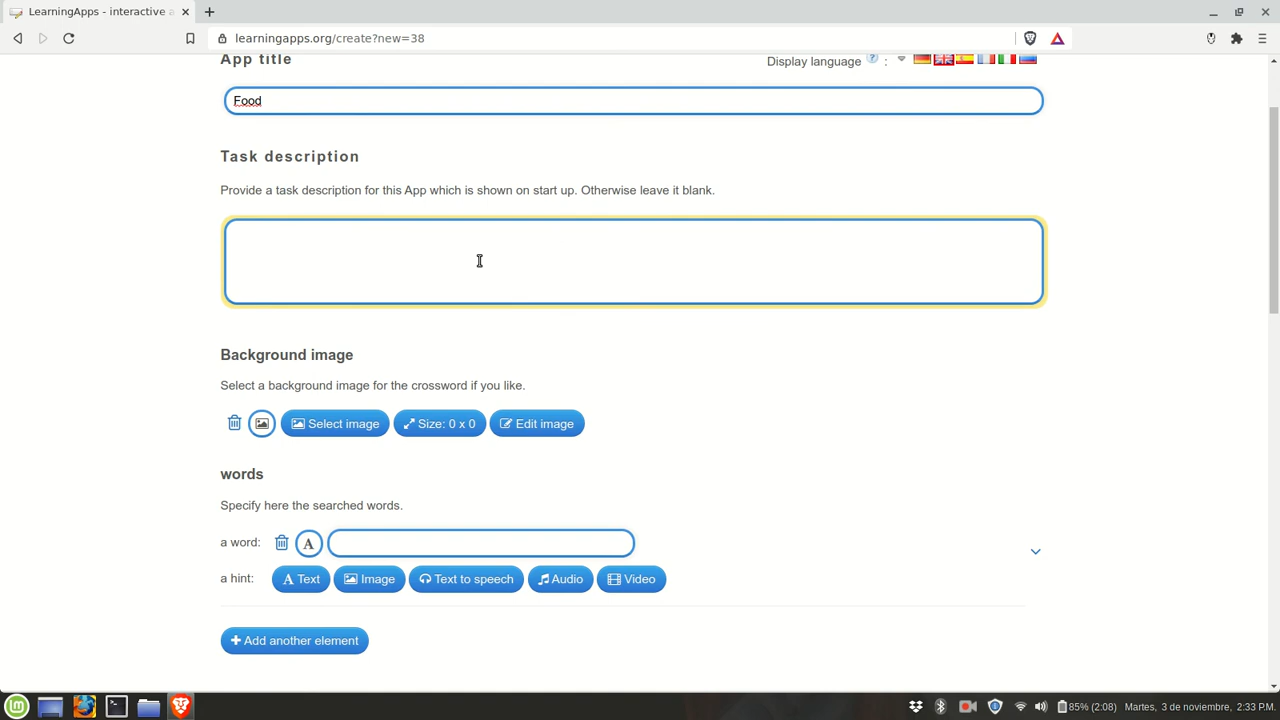 LearningApps - interactive a
learningapps.org/create?new=38
App title
Display language ? :
Food
Task description
Provide a task description for this App which is shown on start up. Otherwise leave it blank.
Background image
Select a background image for the crossword if you like.
Select image Size: 0 x 0 Edit image
words
Specify here the searched words.
a word: A
a hint: A Text Image Text to speech Audio Video
+ Add another element
85% (2:08) Martes, 3 de noviembre, 2:33 P.M.